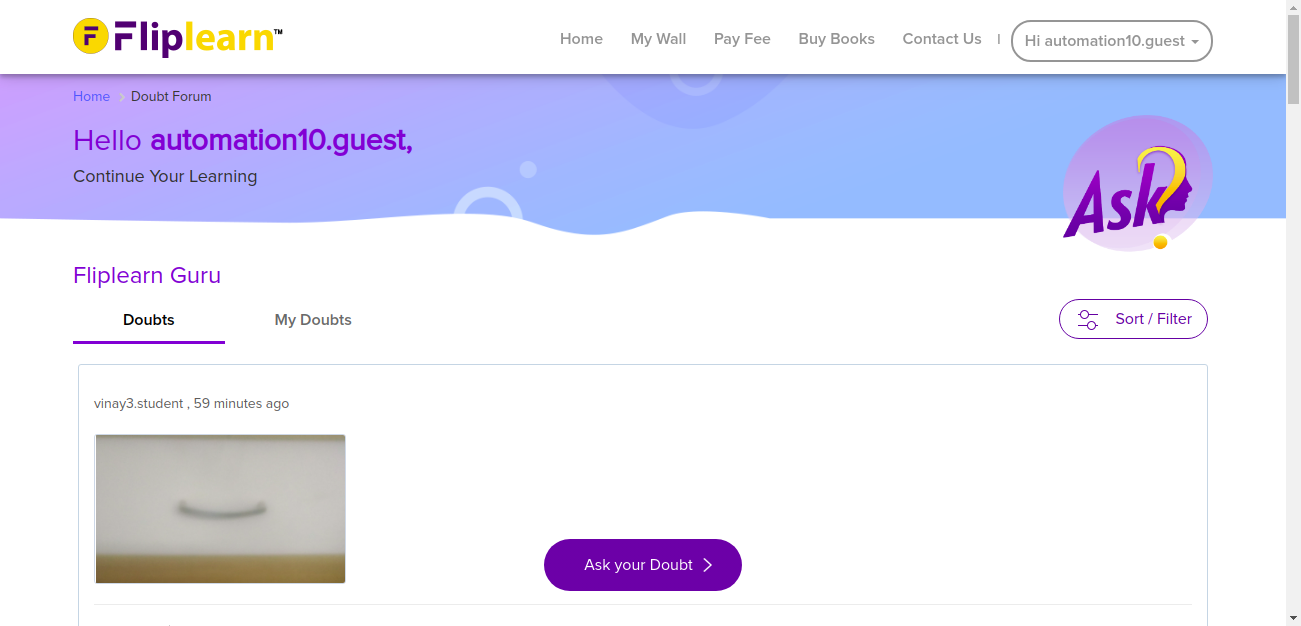 Fliplearn™
Home My Wall Pay Fee Buy Books Contact Us | Hi automation10.guest
Home > Doubt Forum
Hello automation10.guest,
Continue Your Learning
Ask?
Fliplearn Guru
Doubts My Doubts Sort / Filter
vinay3.student , 59 minutes ago
Ask your Doubt >